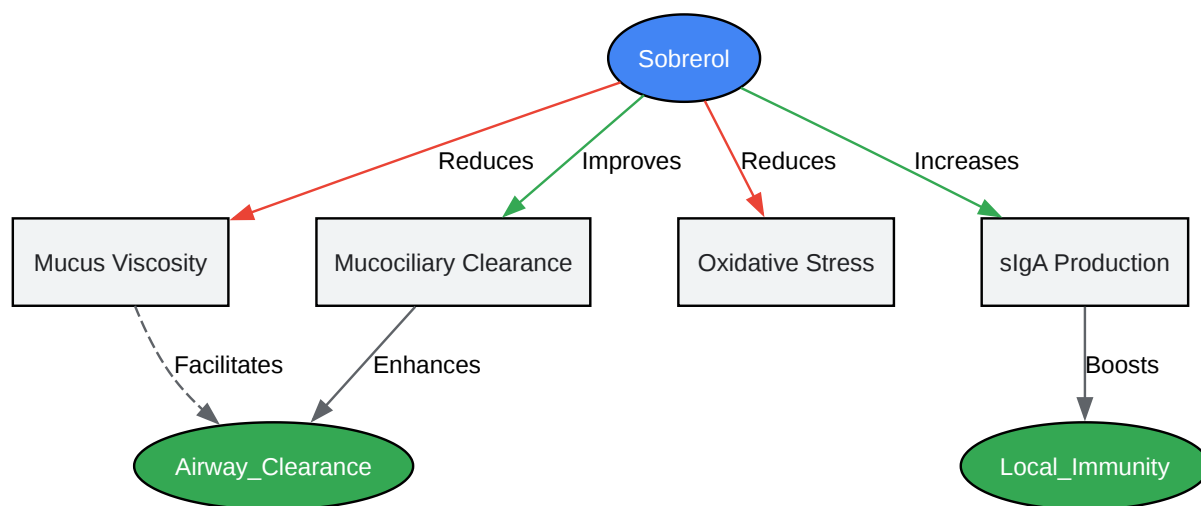 Sobrerol
Reduces
Improves
Reduces
Increases
Mucus Viscosity
Mucociliary Clearance
Oxidative Stress
sIgA Production
Facilitates
Enhances
Boosts
Airway_Clearance
Local_Immunity